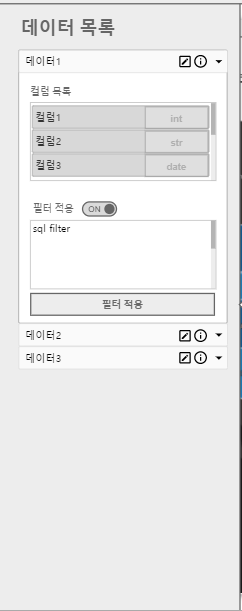 데이터 목록
데이터1
컬럼 목록
컬럼1 int
컬럼2 str
컬럼3 date
필터 적용 ON
sql filter
필터 적용
데이터2
데이터3